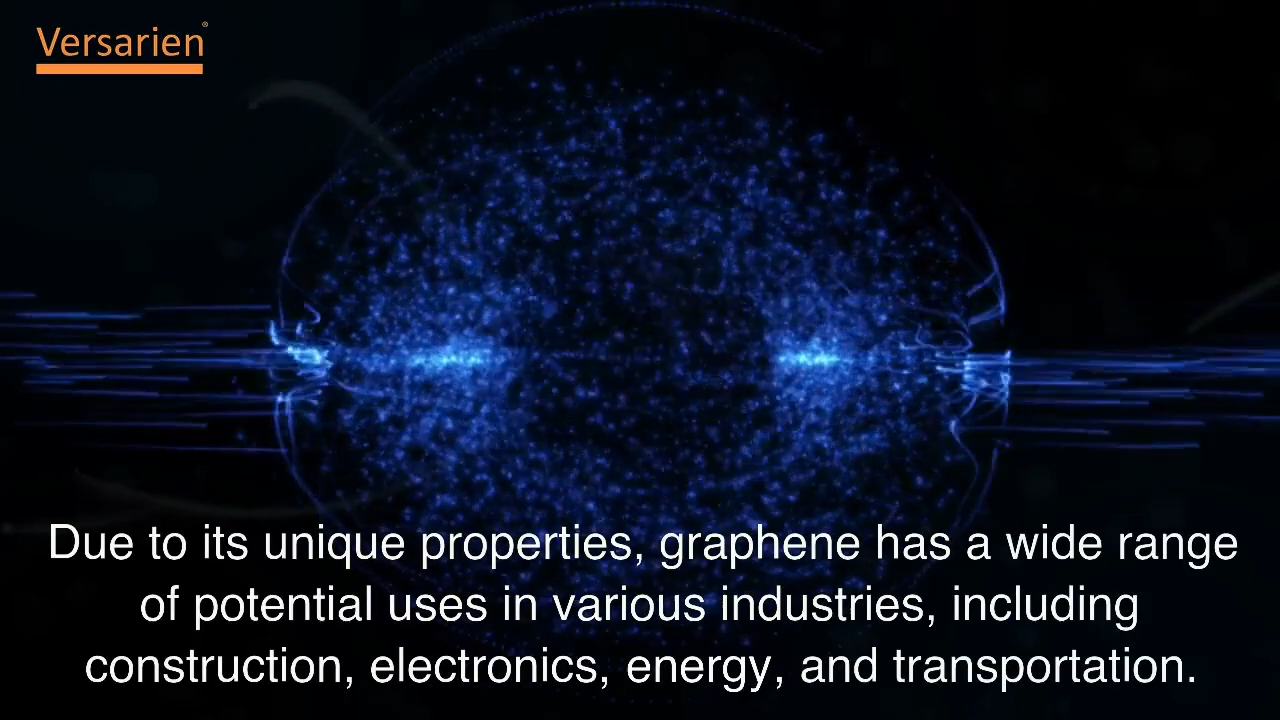 Versarien®
Due to its unique properties, graphene has a wide range
of potential uses in various industries, including
construction, electronics, energy, and transportation.